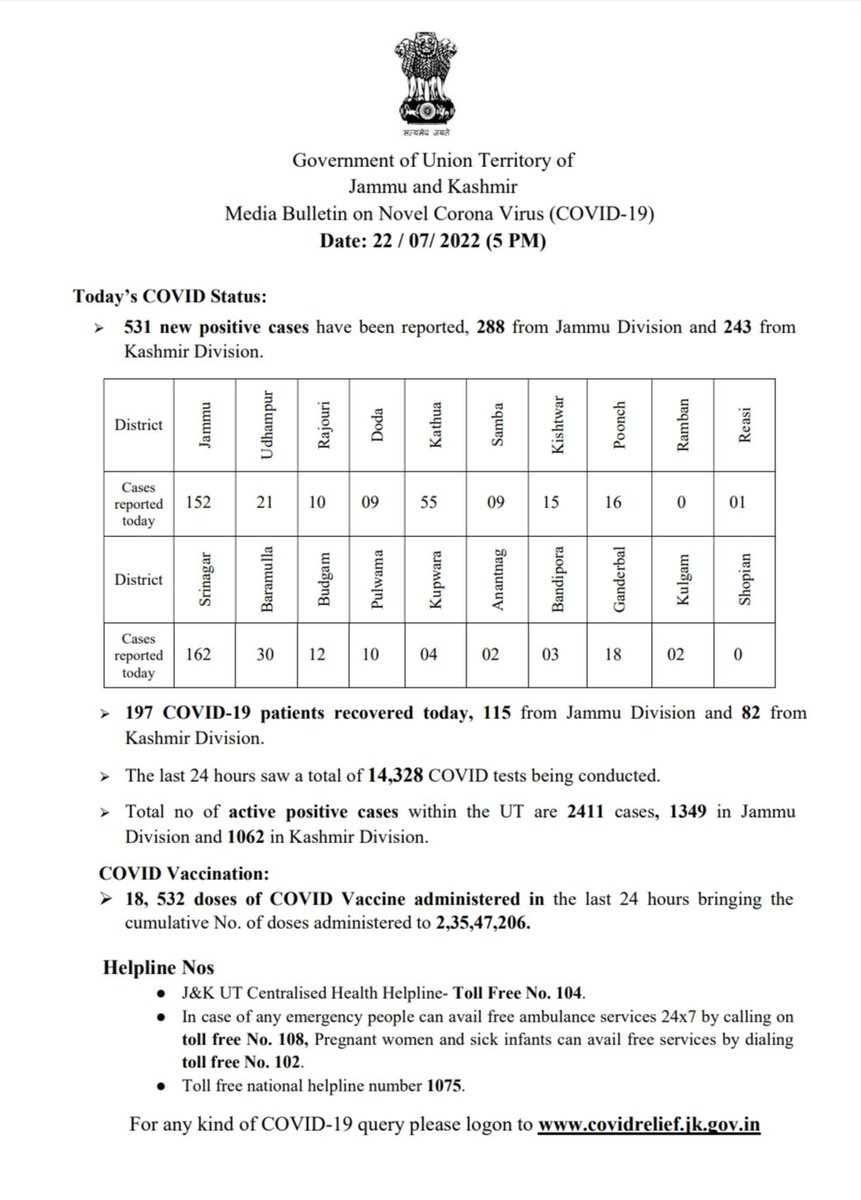 सत्यमेव जयते
Government of Union Territory of
Jammu and Kashmir
Media Bulletin on Novel Corona Virus (COVID-19)
Date: 22 / 07/ 2022 (5 PM)
Today's COVID Status:
➢ 531 new positive cases have been reported, 288 from Jammu Division and 243 from
Kashmir Division.
District Jammu Udhampur Rajouri Doda Kathua Samba Kishtwar Poonch Ramban Reasi
Cases reported today 152 21 10 09 55 09 15 16 0 01
District Srinagar Baramulla Budgam Pulwama Kupwara Anantnag Bandipora Ganderbal Kulgam Shopian
Cases reported today 162 30 12 10 04 02 03 18 02 0
➢ 197 COVID-19 patients recovered today, 115 from Jammu Division and 82 from
Kashmir Division.
➢ The last 24 hours saw a total of 14,328 COVID tests being conducted.
➢ Total no of active positive cases within the UT are 2411 cases, 1349 in Jammu
Division and 1062 in Kashmir Division.
COVID Vaccination:
➢ 18, 532 doses of COVID Vaccine administered in the last 24 hours bringing the
cumulative No. of doses administered to 2,35,47,206.
Helpline Nos
● J&K UT Centralised Health Helpline- Toll Free No. 104.
● In case of any emergency people can avail free ambulance services 24x7 by calling on
toll free No. 108, Pregnant women and sick infants can avail free services by dialing
toll free No. 102.
● Toll free national helpline number 1075.
For any kind of COVID-19 query please logon to www.covidrelief.jk.gov.in